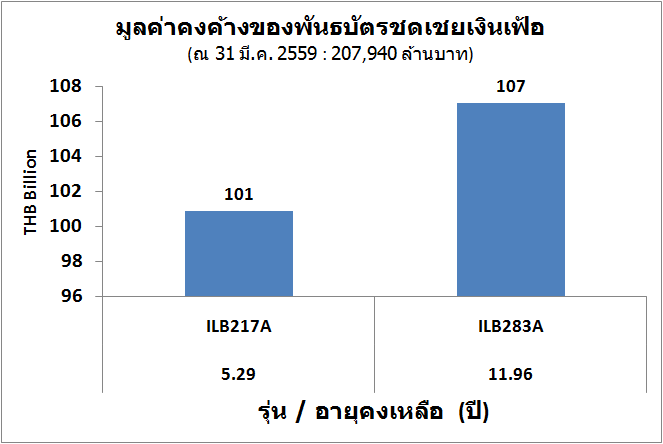 มูลค่าคงค้างของพันธบัตรชดเชยเงินเฟ้อ
(ณ 31 มี.ค. 2559 : 207,940 ล้านบาท)
THB Billion
108
106
104
102
100
98
96
101
107
ILB217A
ILB283A
5.29
11.96
รุ่น / อายุคงเหลือ (ปี)